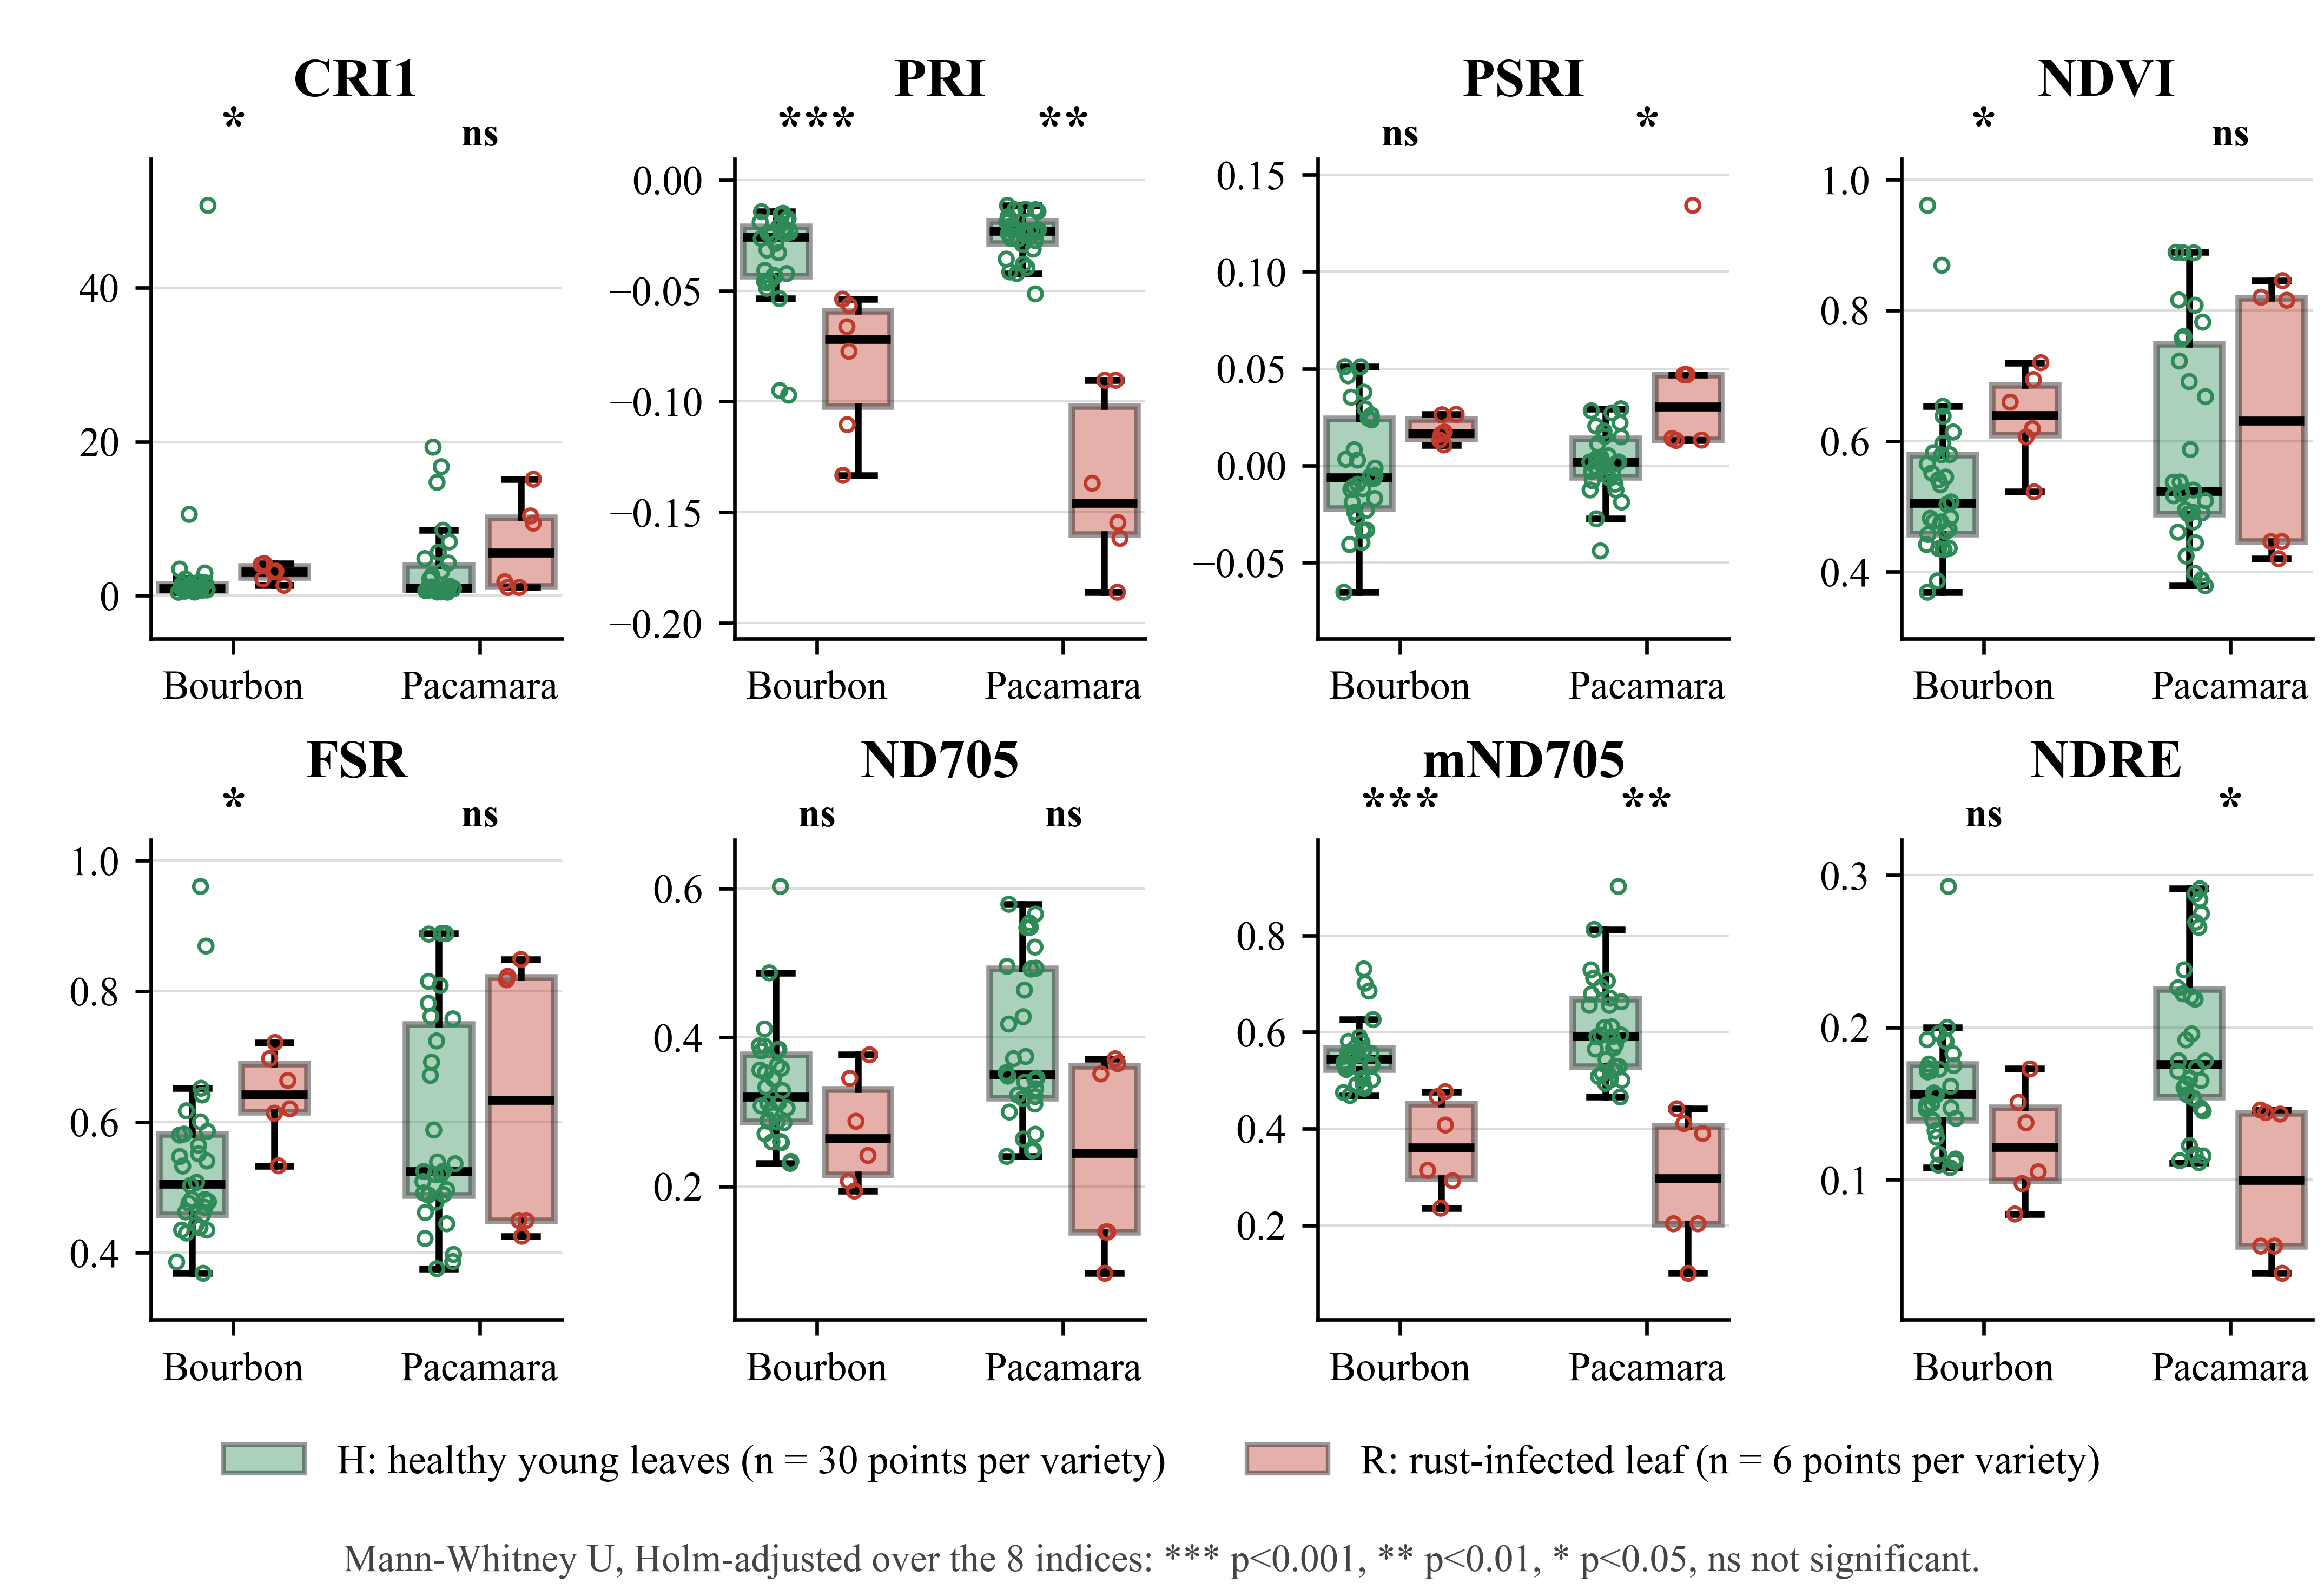 CRI1 PRI PSRI NDVI
* ns *** ** ns * * ns
40
20
0
Bourbon Pacamara
0.00
−0.05
−0.10
−0.15
−0.20
Bourbon Pacamara
0.15
0.10
0.05
0.00
−0.05
Bourbon Pacamara
1.0
0.8
0.6
0.4
Bourbon Pacamara
FSR ND705 mND705 NDRE
* ns ns ns *** ** ns *
1.0
0.8
0.6
0.4
Bourbon Pacamara
0.6
0.4
0.2
Bourbon Pacamara
0.8
0.6
0.4
0.2
Bourbon Pacamara
0.3
0.2
0.1
Bourbon Pacamara
H: healthy young leaves (n = 30 points per variety)
R: rust-infected leaf (n = 6 points per variety)
Mann-Whitney U, Holm-adjusted over the 8 indices: *** p<0.001, ** p<0.01, * p<0.05, ns not significant.